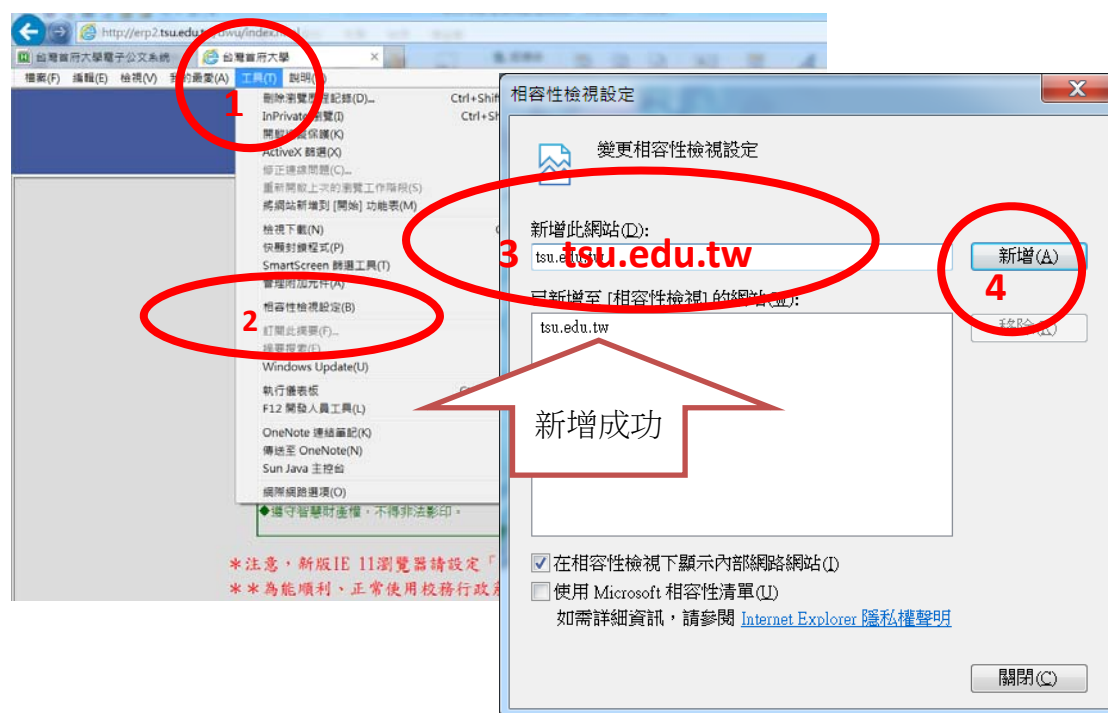 http://erp2.tsu.edu.
台灣首府大學電子公文系統
台灣首府大學
檔案(F) 編輯(E) 檢視(V) 我的最愛(A) 工具(T) 說明
1
刪除瀏覽歷程記錄(D)... Ctrl+Shift
InPrivate 瀏覽(I) Ctrl+Sh
開啟追蹤保護(K)
ActiveX 篩選(X)
修正連線問題(C)...
重新開啟上次的瀏覽工作階段(S)
將網站新增到 [開始] 功能表(M)
檢視下載(N)
快顯封鎖程式(P)
SmartScreen 篩選工具(T)
管理附加元件(A)
相容性檢視設定(B)
2
訂閱此摘要(F)...
摘要探索(E)
Windows Update(U)
執行儀表板
F12 開發人員工具(L)
OneNote 連結筆記(K)
傳送至 OneNote(N)
Sun Java 主控台
網際網路選項(O)
◆遵守智慧財產權，不得非法影印。
＊注意，新版IE 11瀏覽器請設定「
＊＊為能順利、正常使用校務行政
相容性檢視設定
X
變更相容性檢視設定
新增此網站(D):
3 tsu.edu.tw
tsu.edu.tw
新增(A)
4
已新增至 [相容性檢視] 的網站(W):
tsu.edu.tw
移除(R)
新增成功
在相容性檢視下顯示內部網路網站(I)
使用 Microsoft 相容性清單(U)
如需詳細資訊，請參閱 Internet Explorer 隱私權聲明
關閉(C)